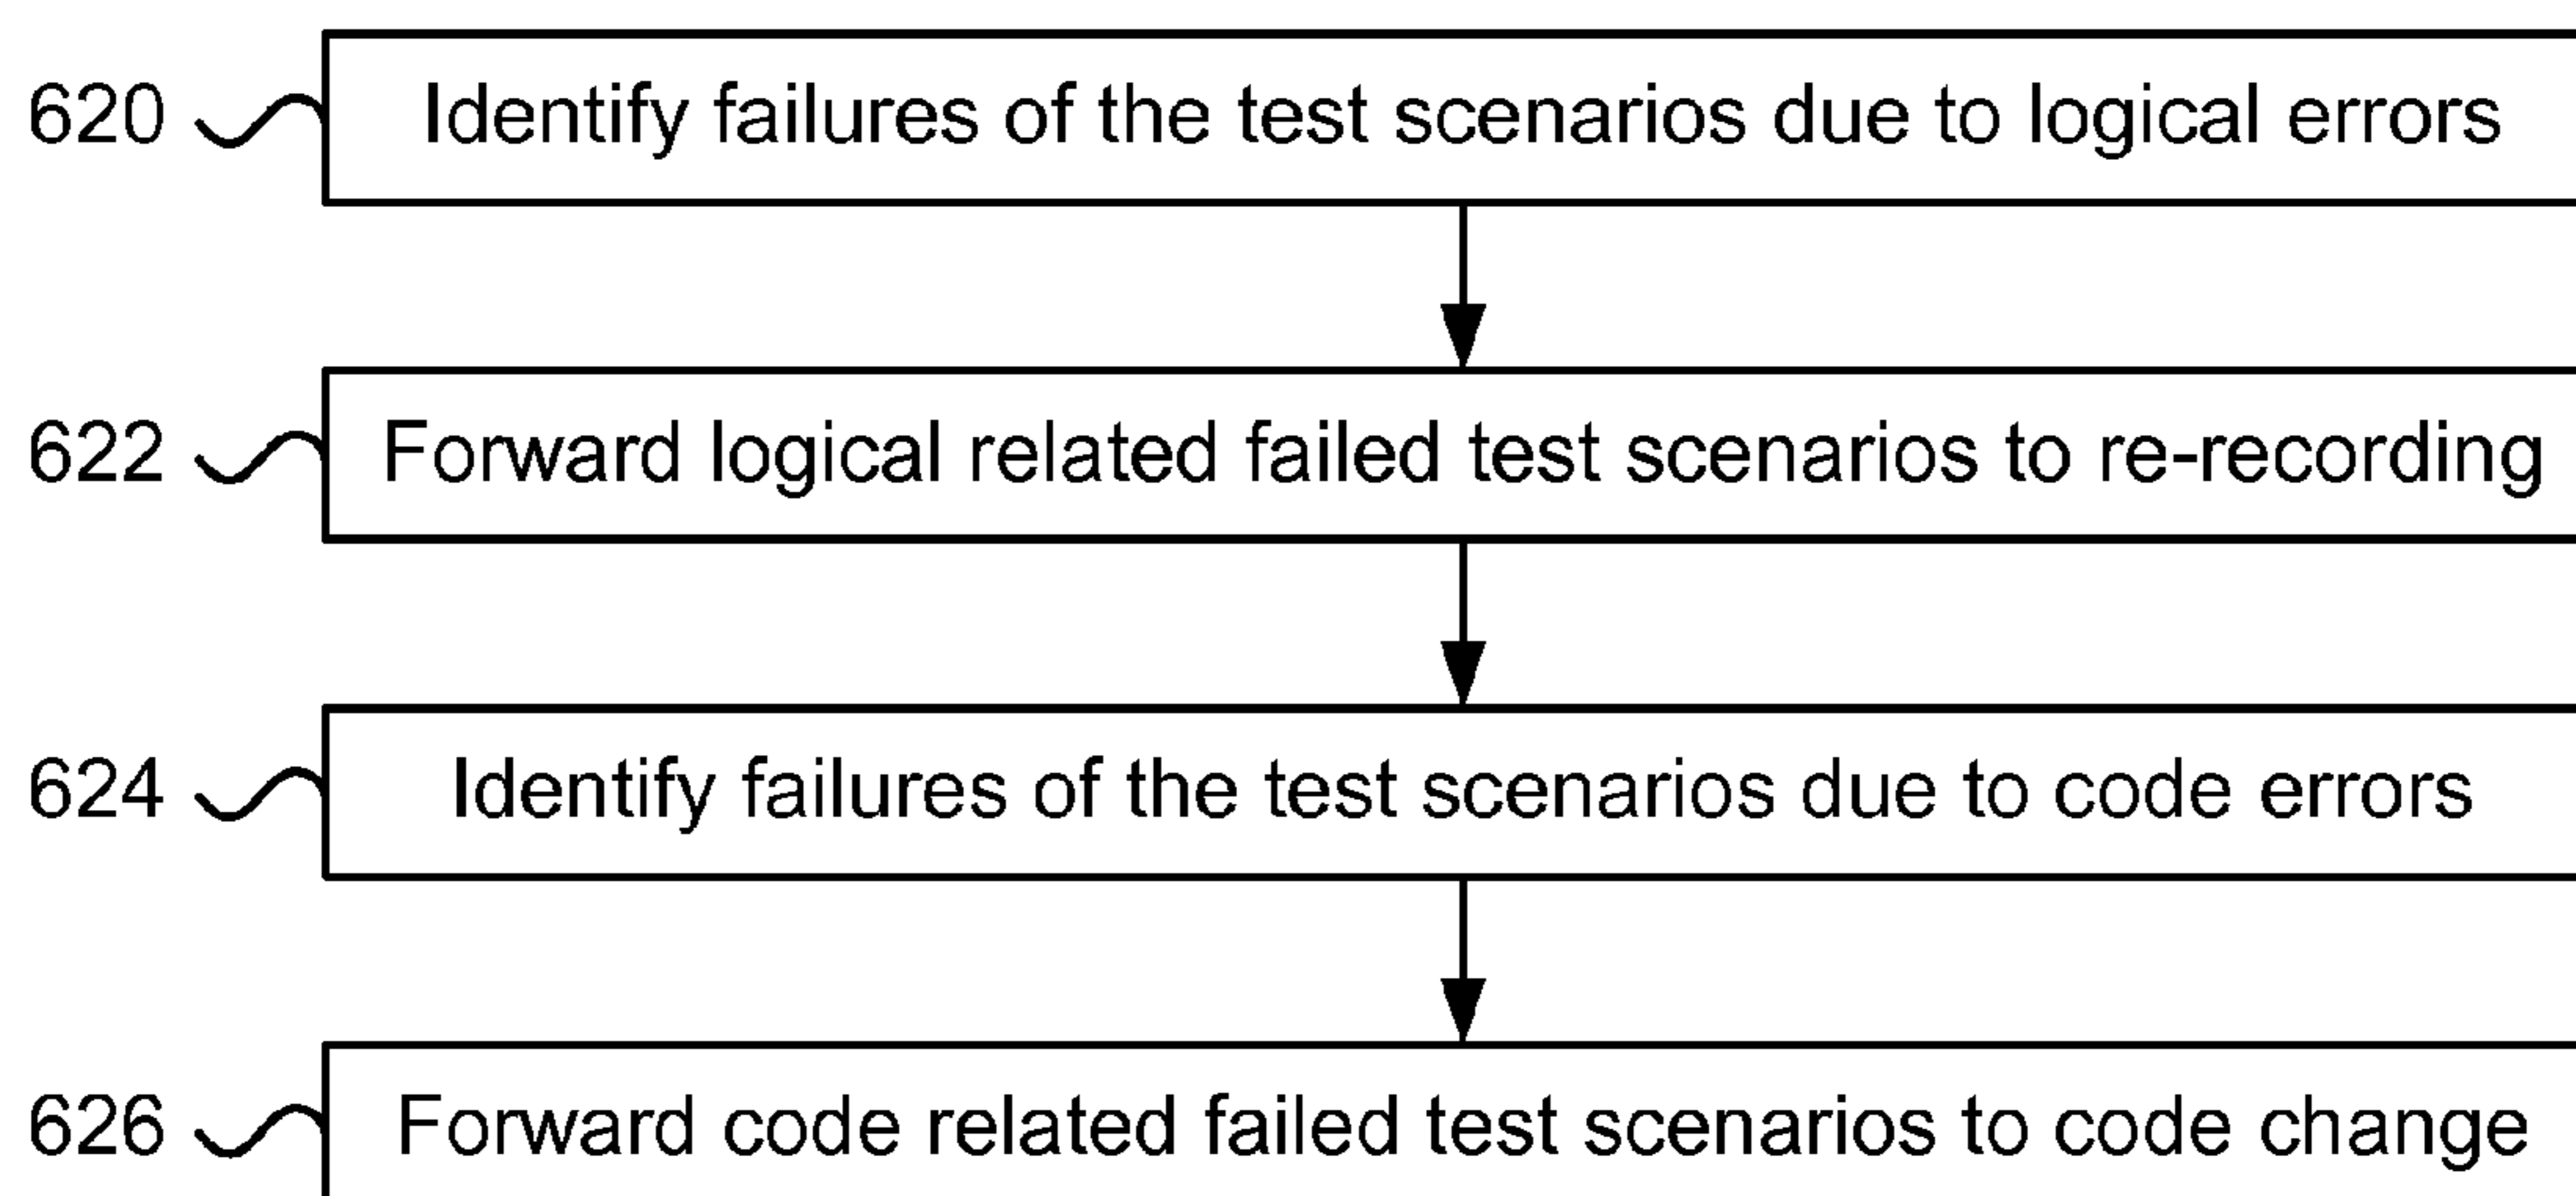 620 Identify failures of the test scenarios due to logical errors
622 Forward logical related failed test scenarios to re-recording
624 Identify failures of the test scenarios due to code errors
626 Forward code related failed test scenarios to code change